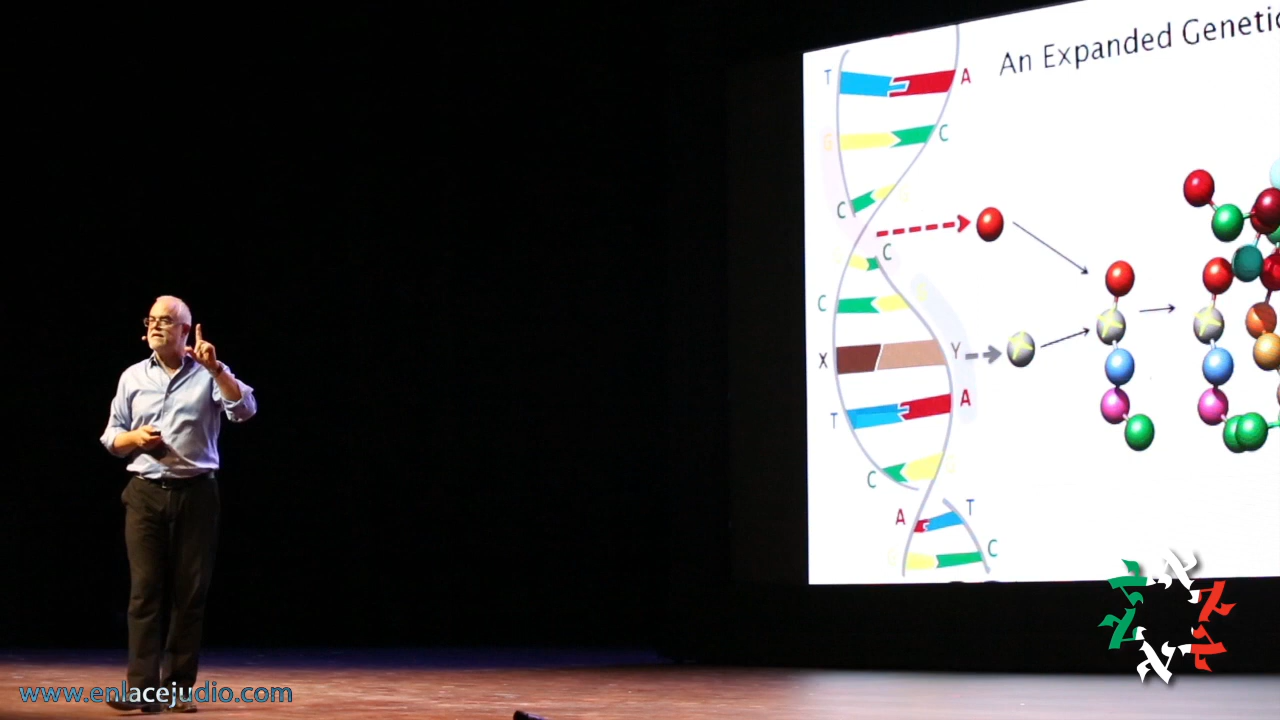 An Expanded Genetic
T A
G C
C G
G C
C G
X Y
T A
C G
A T
G C
www.enlacejudio.com